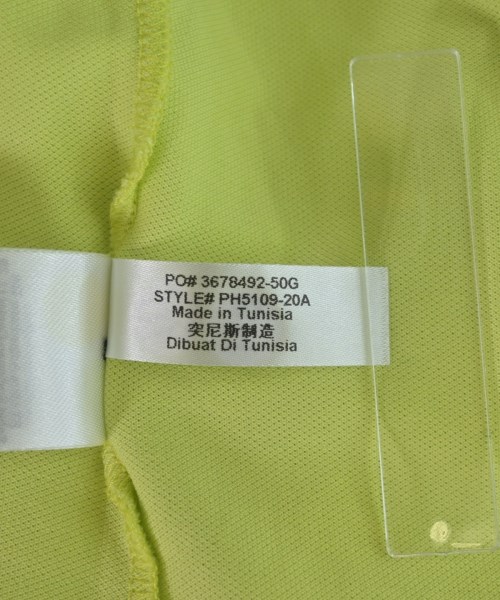 PO# 3678492-50G
STYLE# PH5109-20A
Made in Tunisia
突尼斯制造
Dibuat Di Tunisia